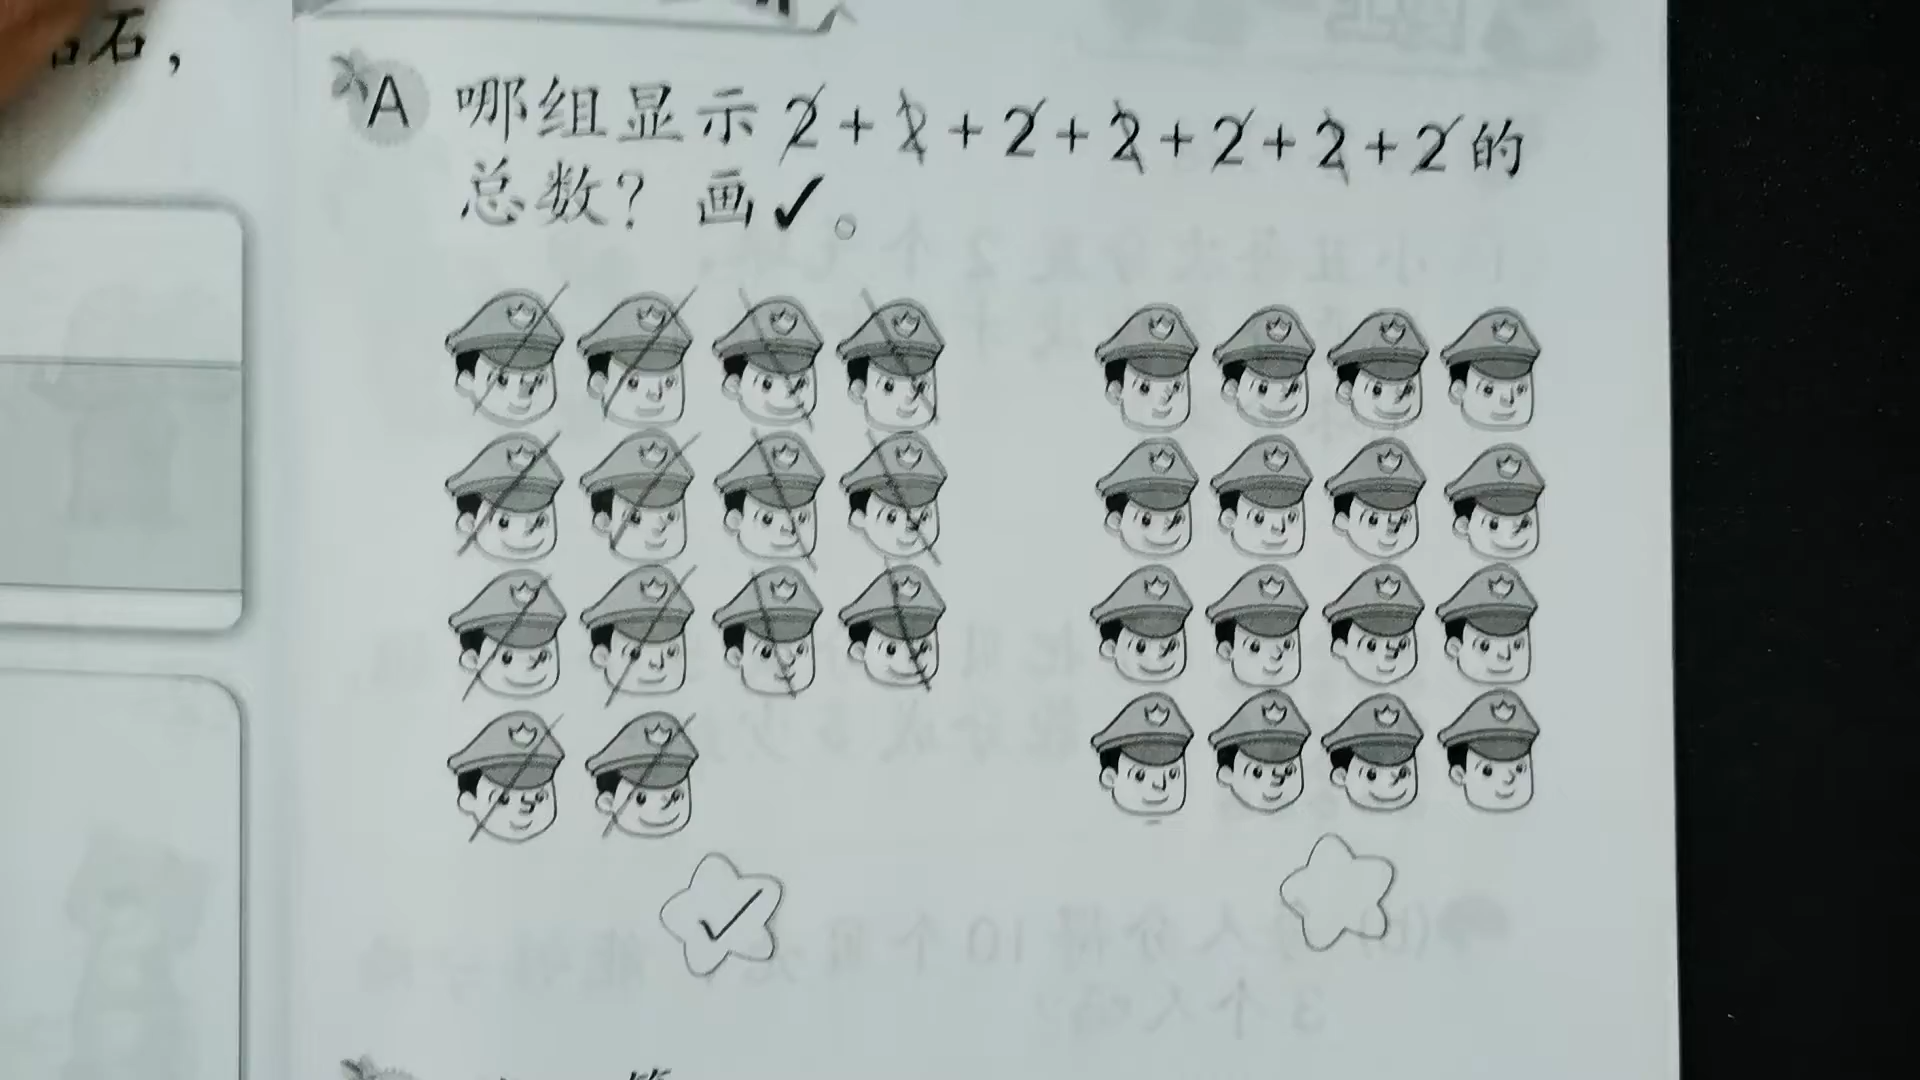 石，
A 哪组显示 2 + 2 + 2 + 2 + 2 + 2 + 2 的
总数？画✓。
✓